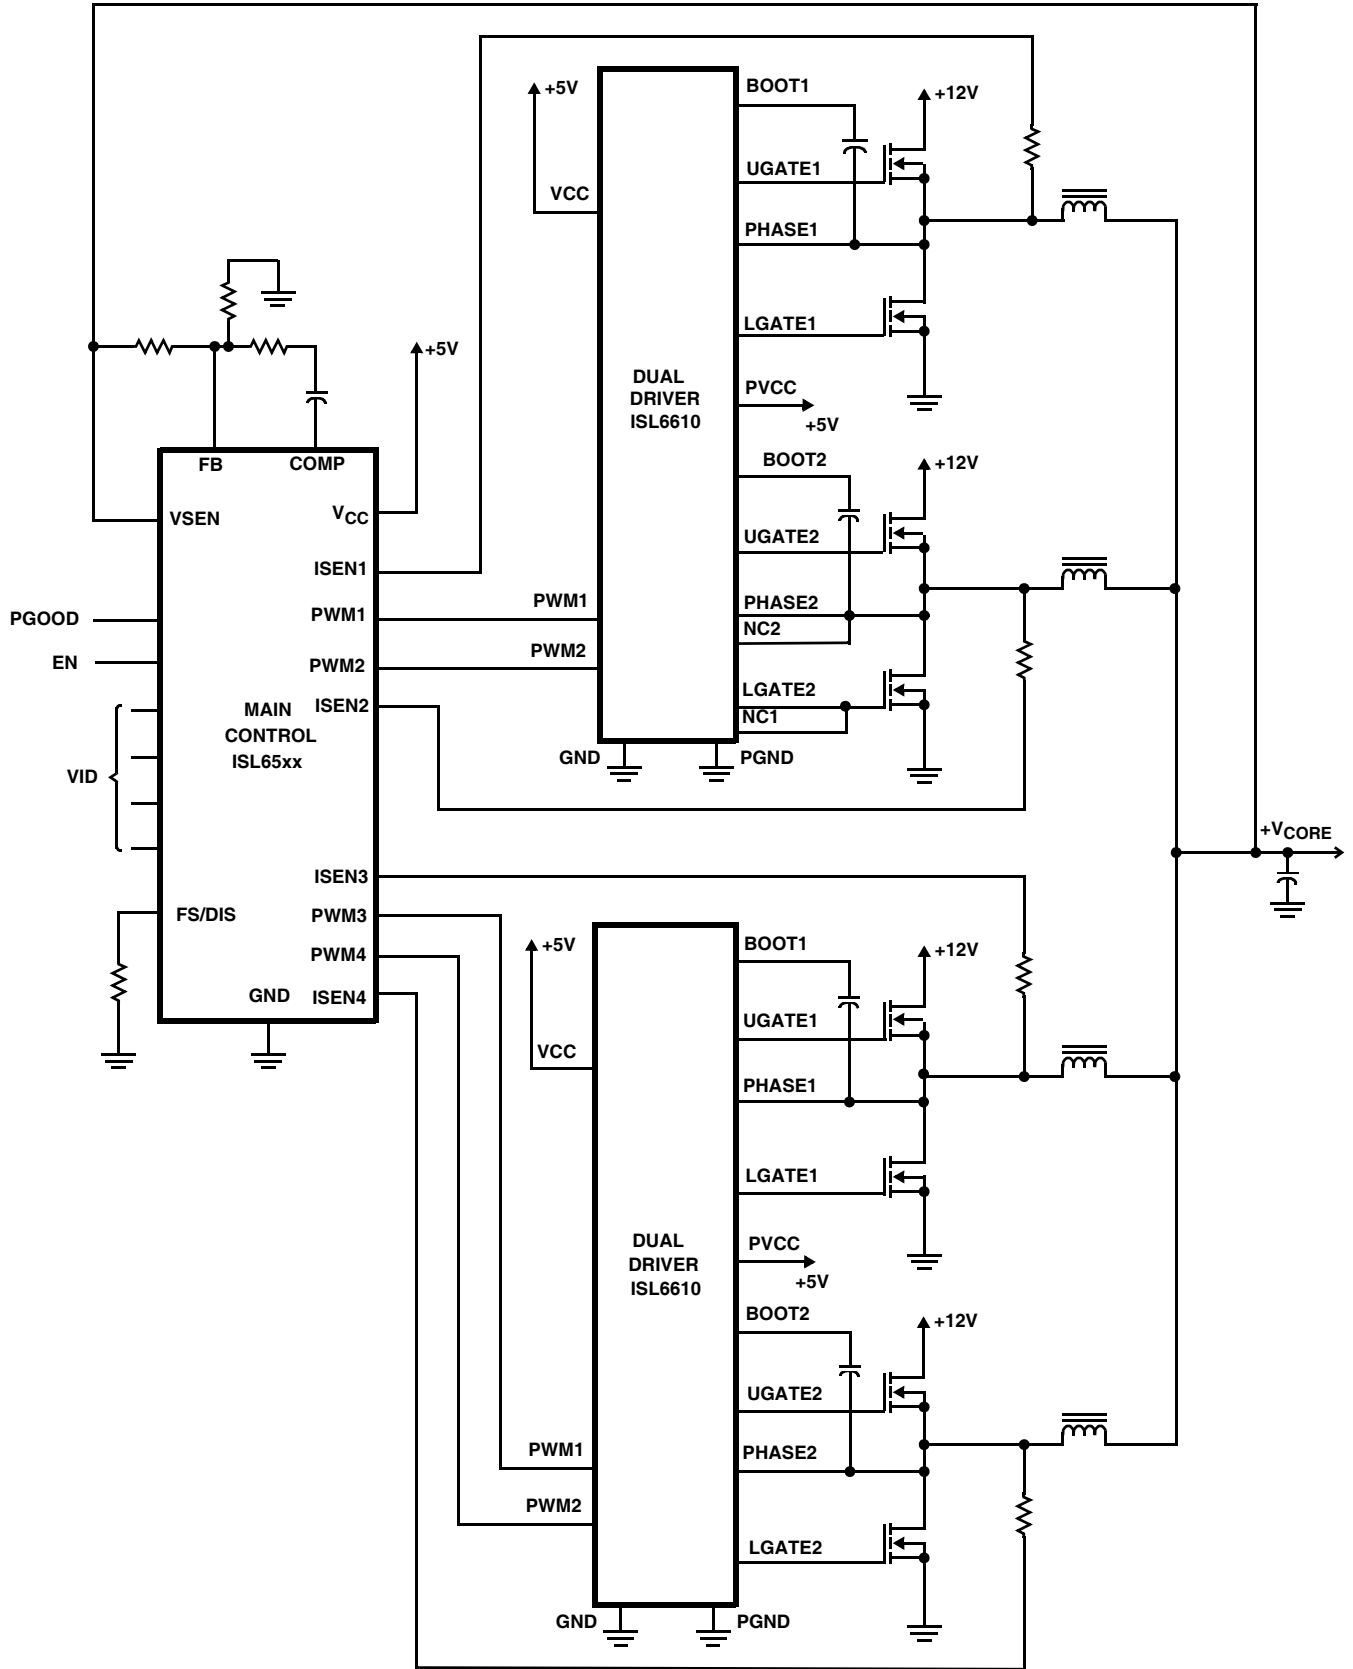 BOOT1
+5V
+12V
UGATE1
VCC
PHASE1
LGATE1
+5V
DUAL
DRIVER
ISL6610
PVCC
+5V
BOOT2
+12V
FB
COMP
VSEN
VCC
UGATE2
ISEN1
PWM1
PWM1
PHASE2
NC2
PGOOD
PWM2
PWM2
EN
LGATE2
NC1
ISEN2
MAIN
CONTROL
ISL65xx
VID
GND
PGND
+VCORE
ISEN3
FS/DIS
PWM3
PWM4
GND
ISEN4
+5V
BOOT1
+12V
UGATE1
VCC
PHASE1
LGATE1
DUAL
DRIVER
ISL6610
PVCC
+5V
BOOT2
+12V
UGATE2
PWM1
PHASE2
PWM2
LGATE2
GND
PGND